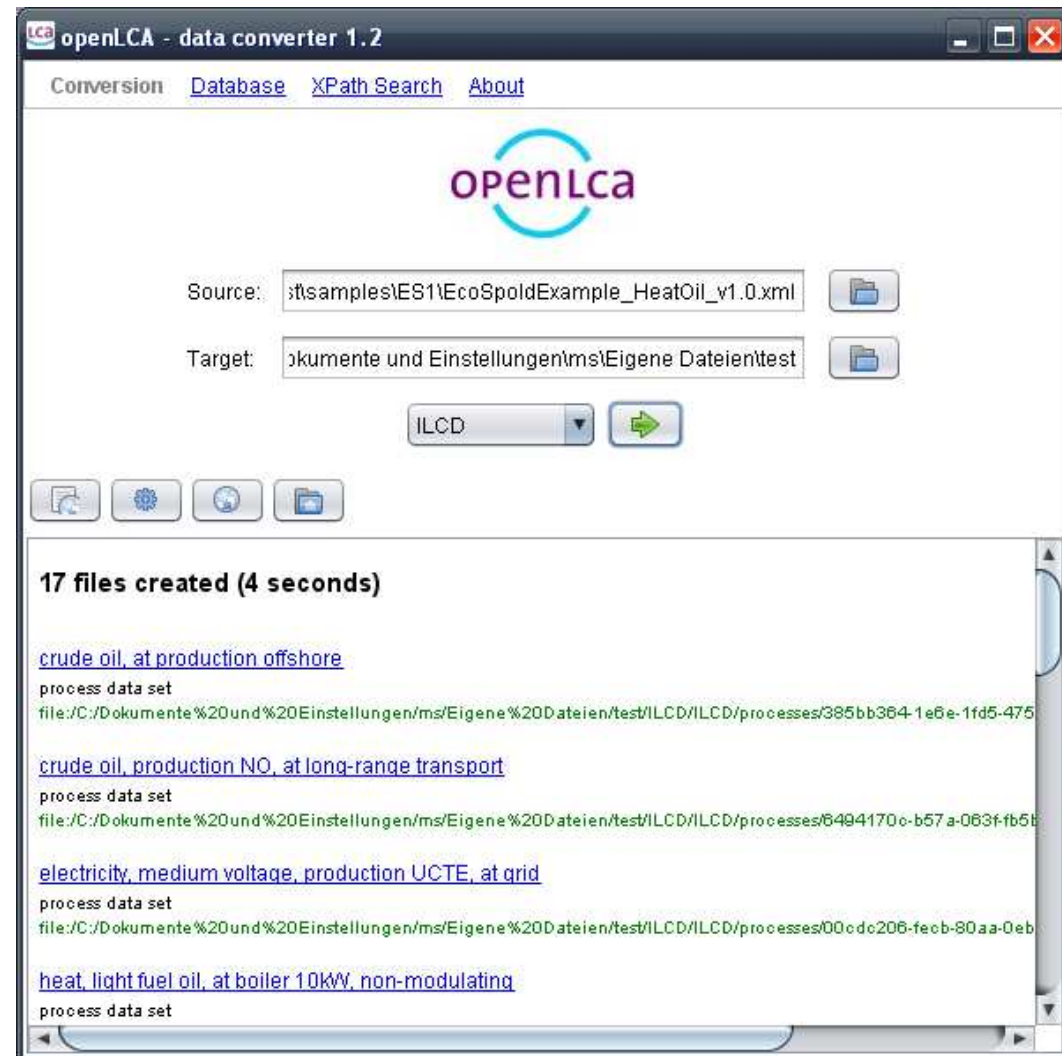 LCA openLCA - data converter 1.2
Conversion Database XPath Search About
openLca
Source: st\samples\ES1\EcoSpoldExample_HeatOil_v1.0.xml
Target: okumente und Einstellungen\ms\Eigene Dateien\test
ILCD
17 files created (4 seconds)
crude oil, at production offshore
process data set
file:/C:/Dokumente%20und%20Einstellungen/ms/Eigene%20Dateien/test/ILCD/ILCD/processes/385bb364-1e6e-1fd5-475
crude oil, production NO, at long-range transport
process data set
file:/C:/Dokumente%20und%20Einstellungen/ms/Eigene%20Dateien/test/ILCD/ILCD/processes/6494170c-b57a-063f-fb5b
electricity, medium voltage, production UCTE, at grid
process data set
file:/C:/Dokumente%20und%20Einstellungen/ms/Eigene%20Dateien/test/ILCD/ILCD/processes/00cdc206-fecb-80aa-0eb
heat, light fuel oil, at boiler 10kW, non-modulating
process data set